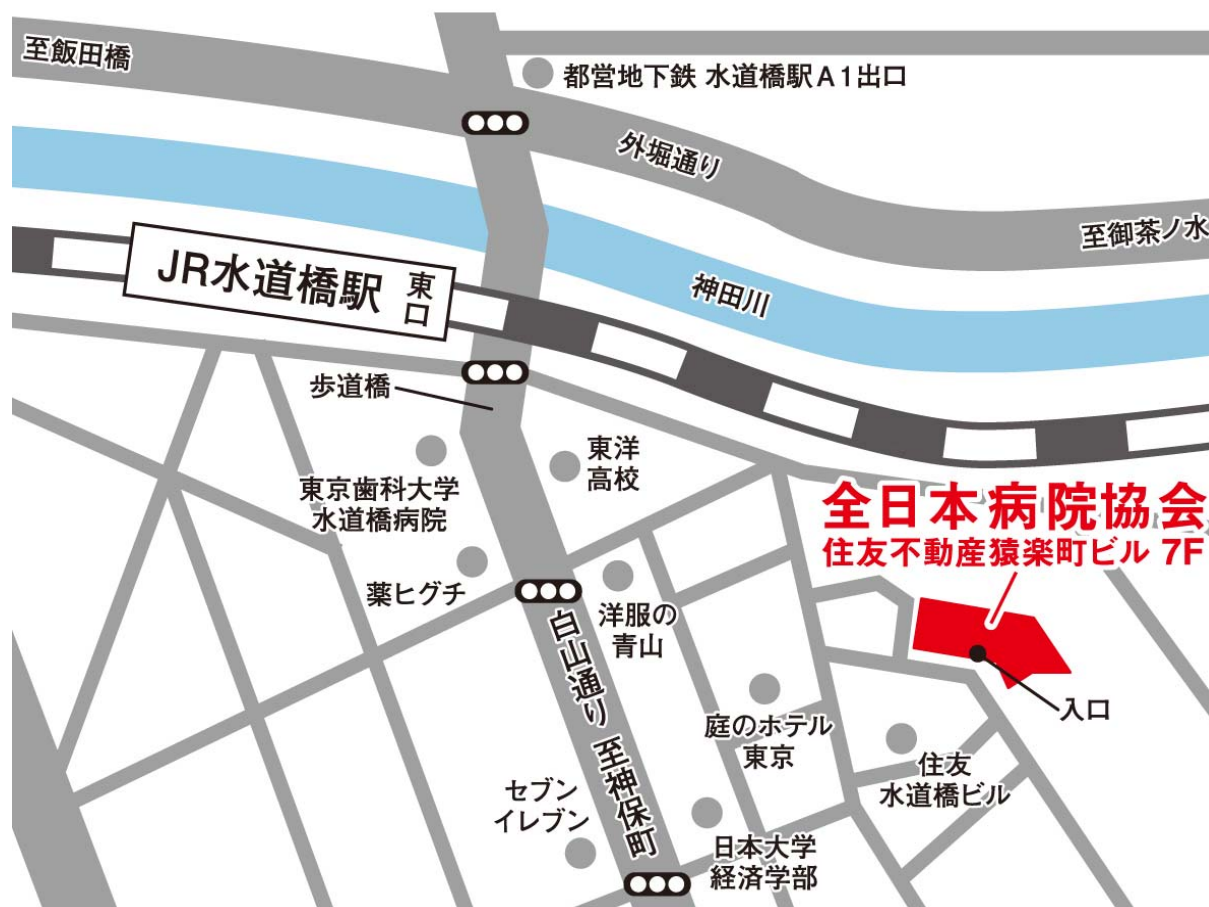 至飯田橋
都営地下鉄 水道橋駅A1出口
外堀通り
至御茶ノ水
JR水道橋駅
東口
神田川
歩道橋
東洋
高校
東京歯科大学
水道橋病院
全日本病院協会
住友不動産猿楽町ビル 7F
薬ヒグチ
洋服の
青山
白山通り 至神保町
入口
庭のホテル
東京
住友
水道橋ビル
セブン
イレブン
日本大学
経済学部